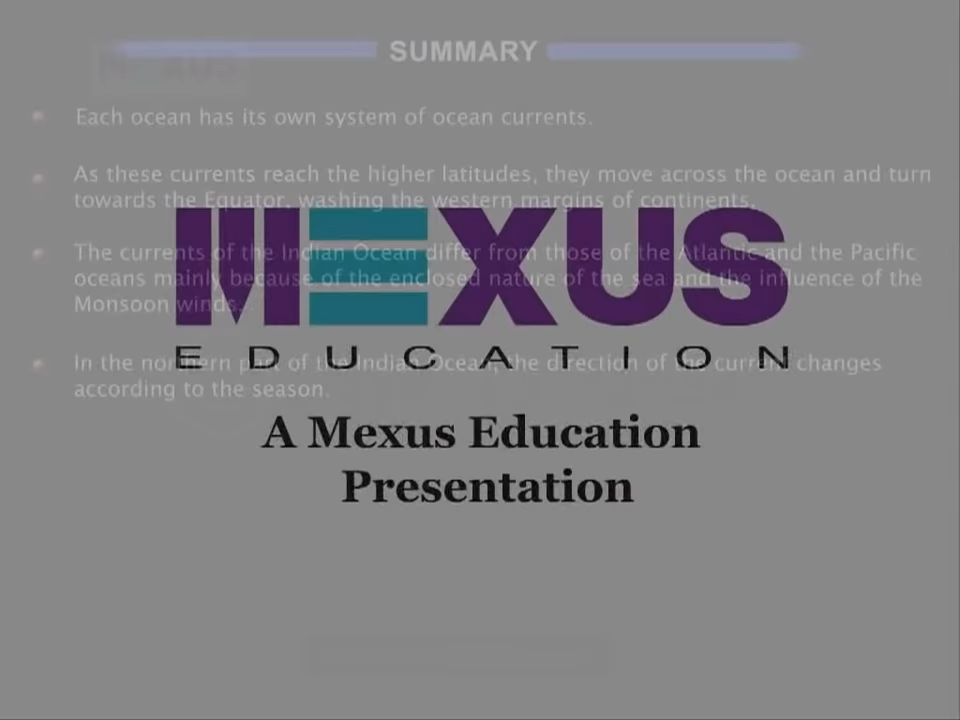 SUMMARY
Each ocean has its own system of ocean currents.
As these currents reach the higher latitudes, they move across the ocean and turn
towards the Equator, washing the western margins of continents.
The currents of the Indian Ocean differ from those of the Atlantic and the Pacific
oceans mainly because of the enclosed nature of the sea and the influence of the
Monsoon winds.
In the northern part of the Indian Ocean, the direction of the current changes
according to the season.
MEXUS
EDUCATION
A Mexus Education
Presentation